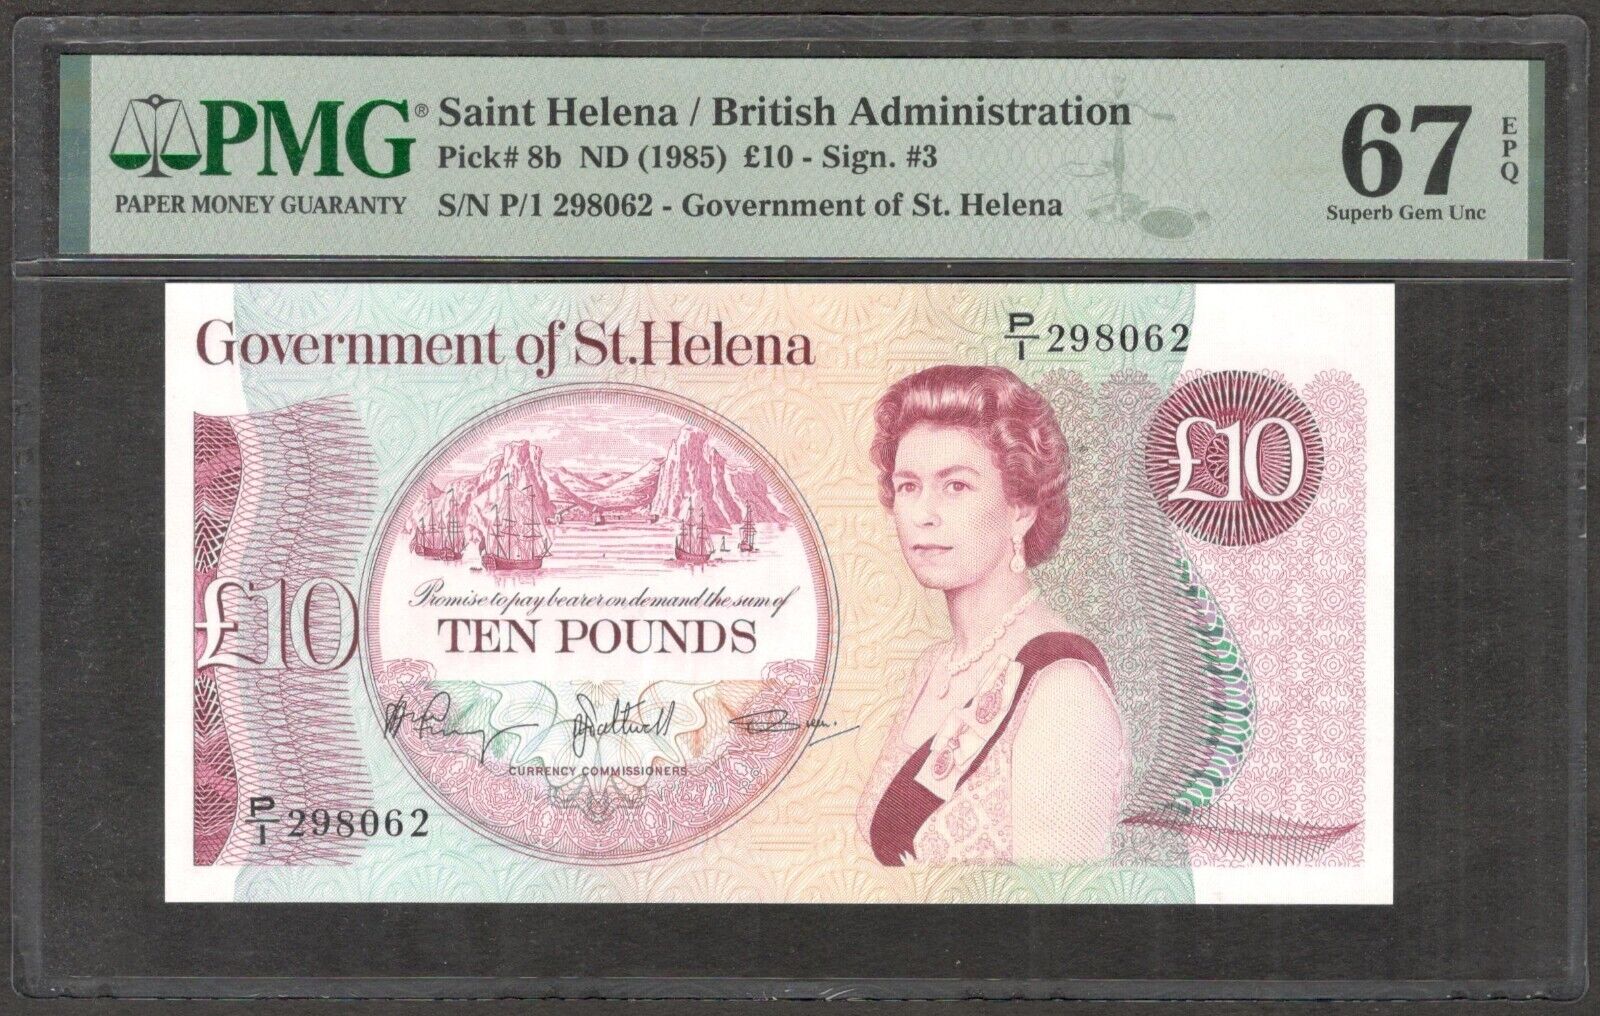 PMG®
PAPER MONEY GUARANTY
Saint Helena / British Administration
Pick# 8b ND (1985) £10 - Sign. #3
S/N P/1 298062 - Government of St. Helena
67
EPQ
Superb Gem Unc
Government of St.Helena
P/1 298062
£10
£10
Promise to pay bearer on demand the sum of
TEN POUNDS
CURRENCY COMMISSIONERS
P/1 298062